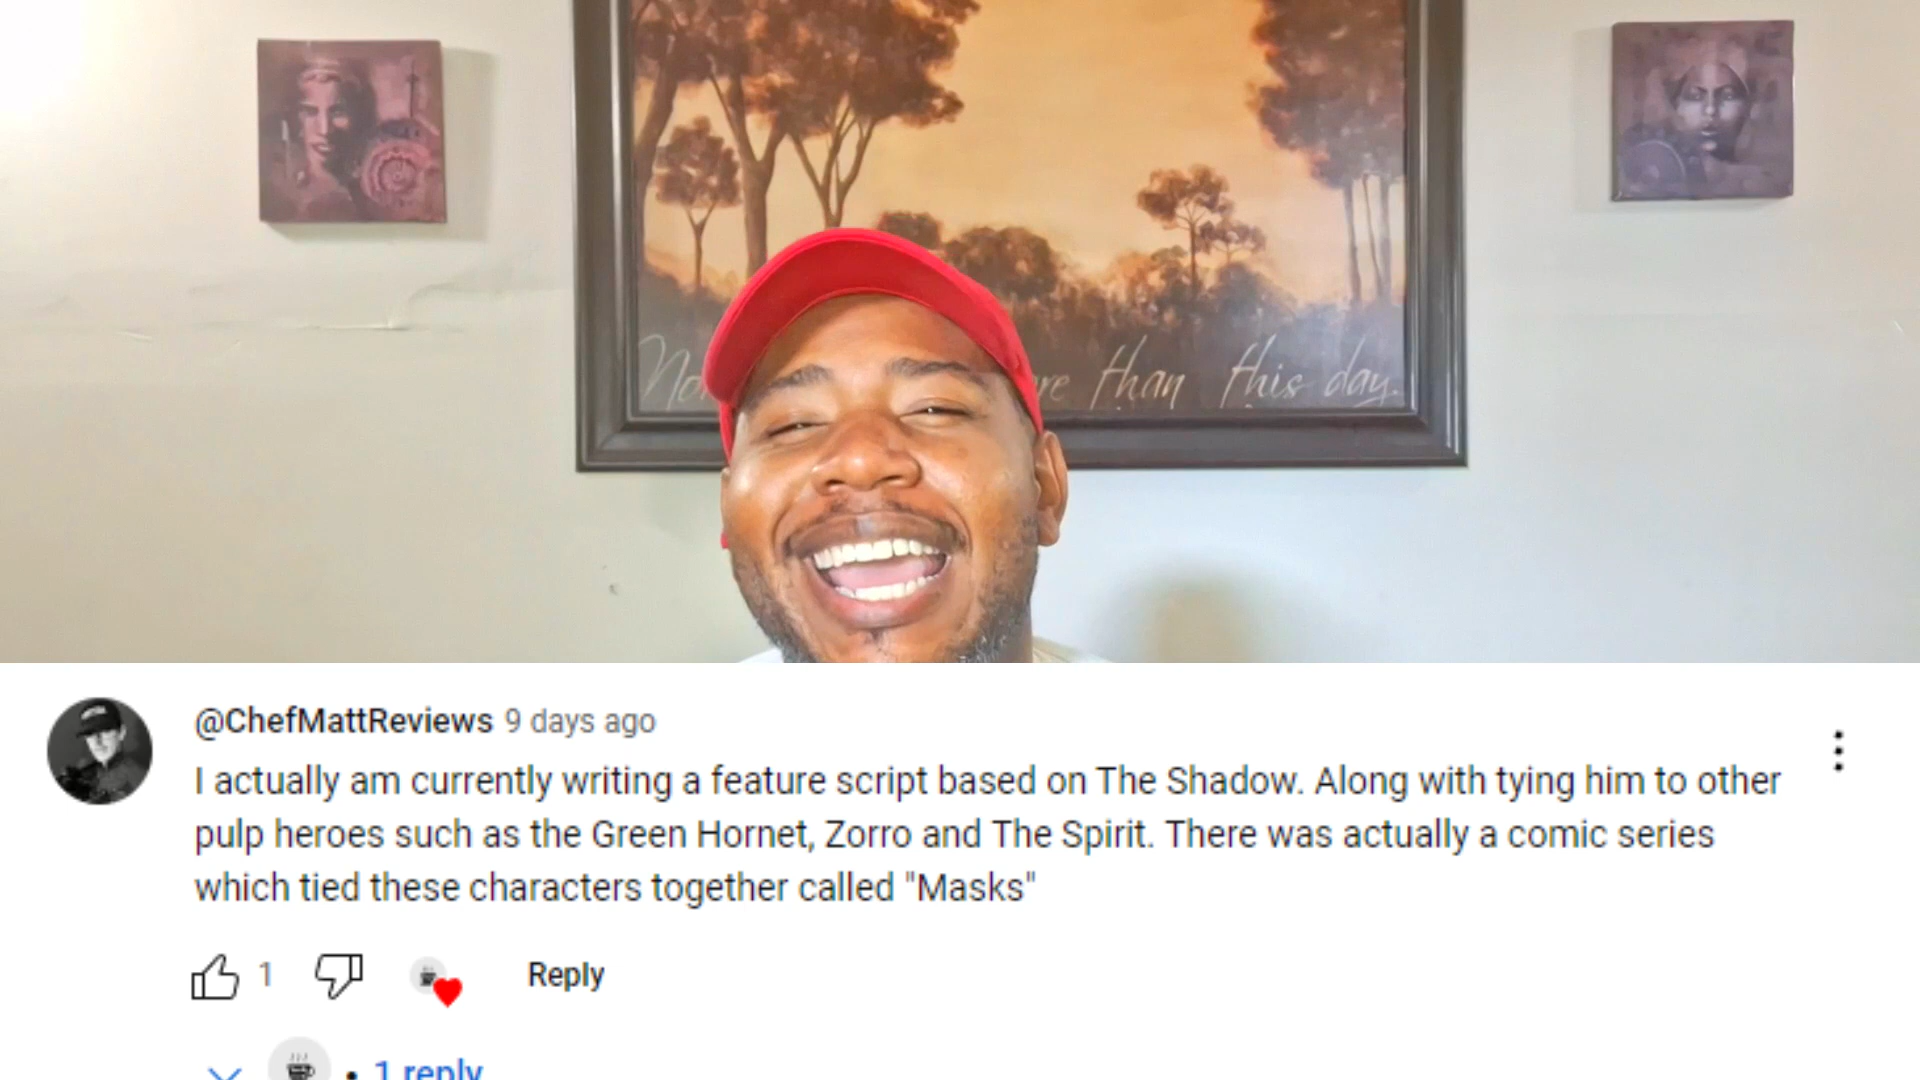 re than this day.
@ChefMattReviews 9 days ago
I actually am currently writing a feature script based on The Shadow. Along with tying him to other
pulp heroes such as the Green Hornet, Zorro and The Spirit. There was actually a comic series
which tied these characters together called "Masks"
1 Reply
1 reply